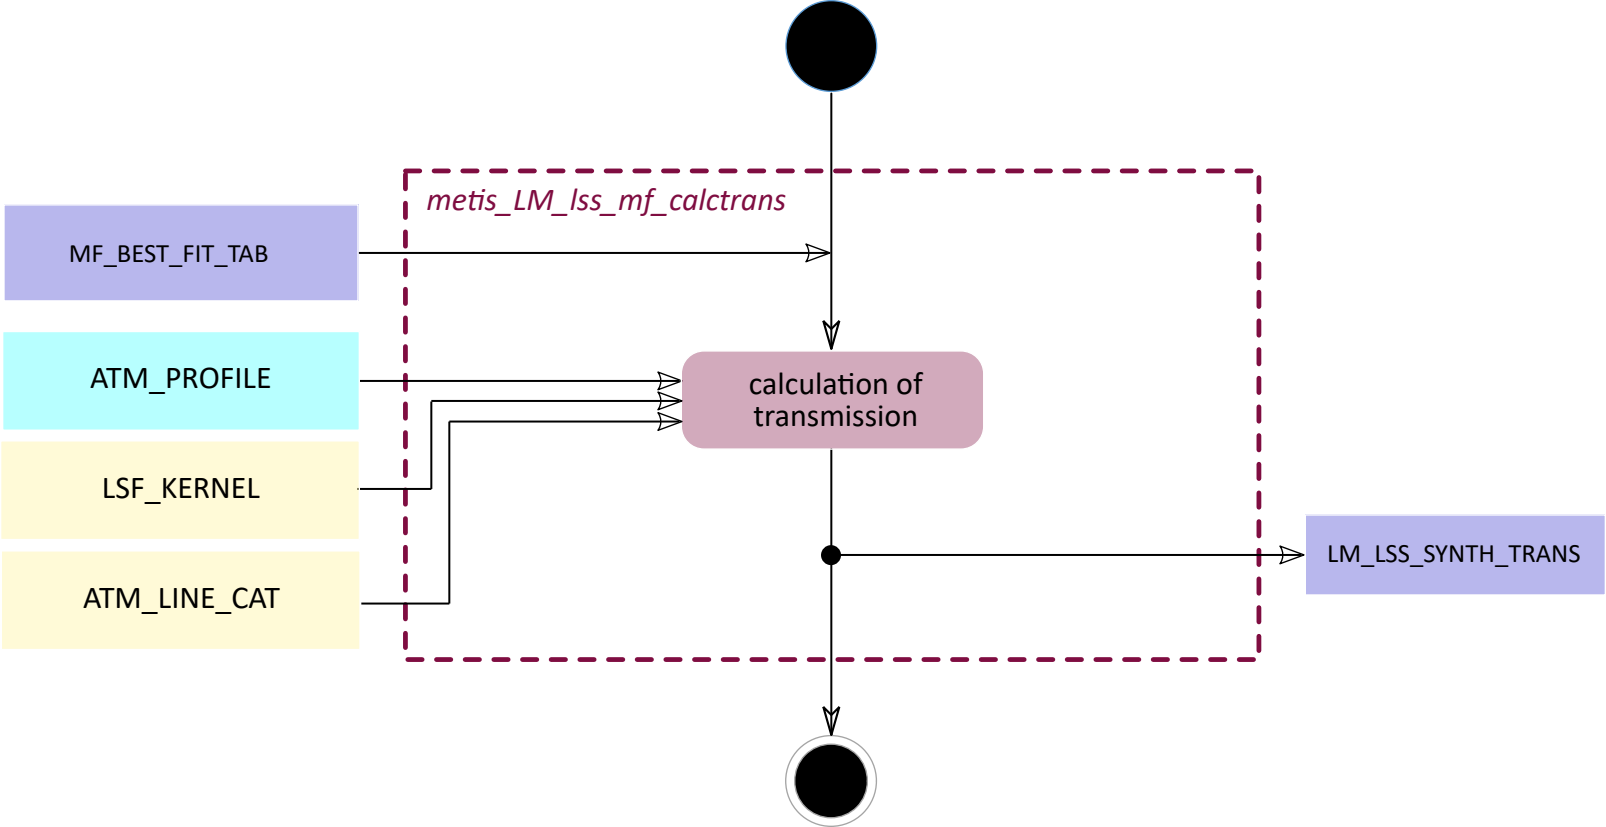 metis_LM_lss_mf_calctrans
MF_BEST_FIT_TAB
ATM_PROFILE
calculation of
transmission
LSF_KERNEL
LM_LSS_SYNTH_TRANS
ATM_LINE_CAT